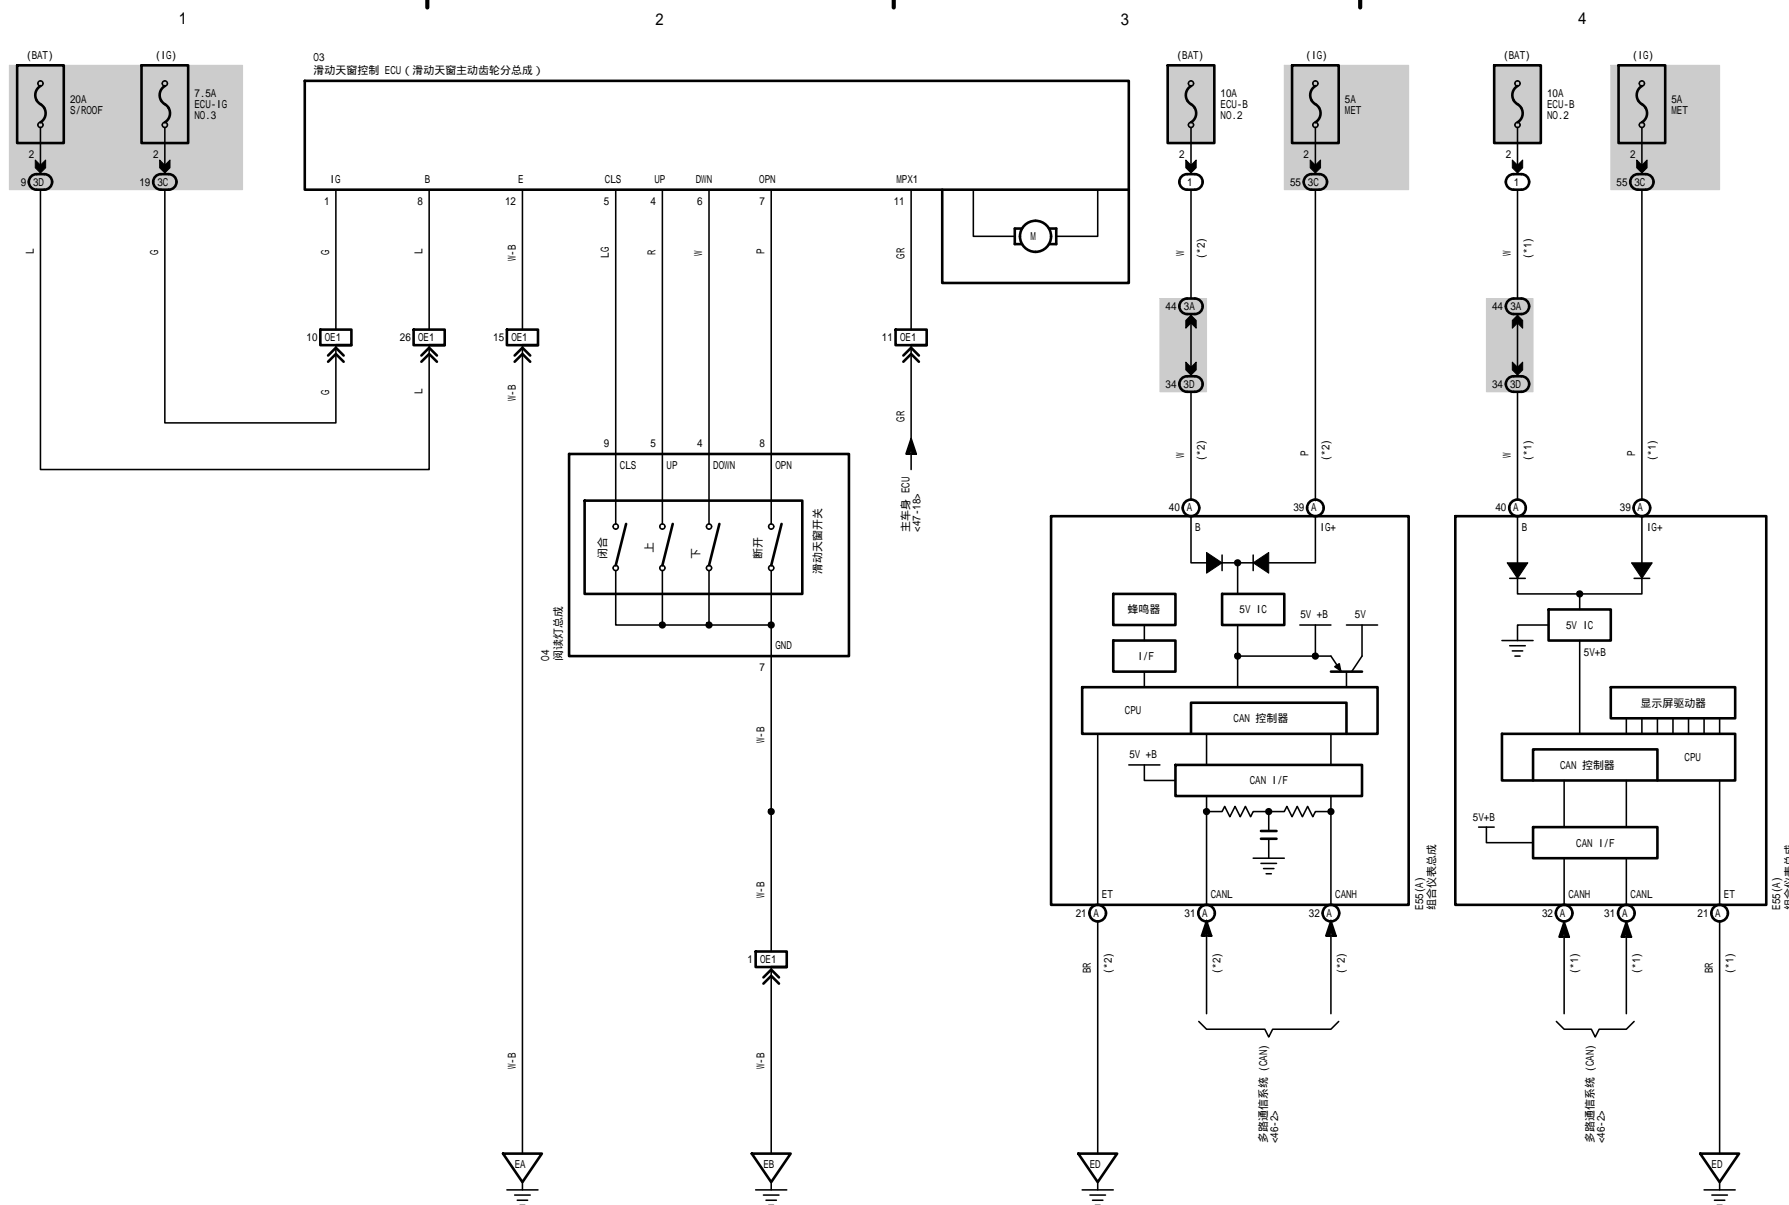 1
2
3
4
(BAT)
(IG)
20A
S/ROOF
7.5A
ECU-IG
NO.3
2
2
9 3D
19 3C
O3
滑动天窗控制 ECU ( 滑动天窗主动齿轮分总成 )
IG
B
E
CLS
UP
DWN
OPN
MPX1
1
8
12
5
4
6
7
11
M
L
G
G
L
W-B
LG
R
W
P
GR
10 OE1
26 OE1
15 OE1
11 OE1
G
L
W-B
GR
9
5
4
8
CLS
UP
DOWN
OPN
闭合
上
下
断开
滑动天窗开关
O4
阅读灯总成
GND
7
主车身 ECU
<47-18>
W-B
W-B
1 OE1
W-B
W-B
EA
EB
(BAT)
(IG)
10A
ECU-B
NO.2
5A
MET
2
2
1
55 3C
W
(*2)
44 3A
34 3D
W
(*2)
P
(*2)
40 A
39 A
B
IG+
蜂鸣器
5V IC
5V +B
5V
I/F
CPU
CAN 控制器
5V +B
CAN I/F
ET
CANL
CANH
E55(A)
组合仪表总成
21 A
31 A
32 A
BR
(*2)
(*2)
(*2)
多路通信系统 (CAN)
<46-2>
ED
(BAT)
(IG)
10A
ECU-B
NO.2
5A
MET
2
2
1
55 3C
W
(*1)
44 3A
34 3D
W
(*1)
P
(*1)
40 A
39 A
B
IG+
5V IC
5V+B
显示屏驱动器
CAN 控制器
CPU
5V+B
CAN I/F
CANH
CANL
ET
E55(A)
组合仪表总成
32 A
31 A
21 A
(*1)
(*1)
BR
(*1)
多路通信系统 (CAN)
<46-2>
ED